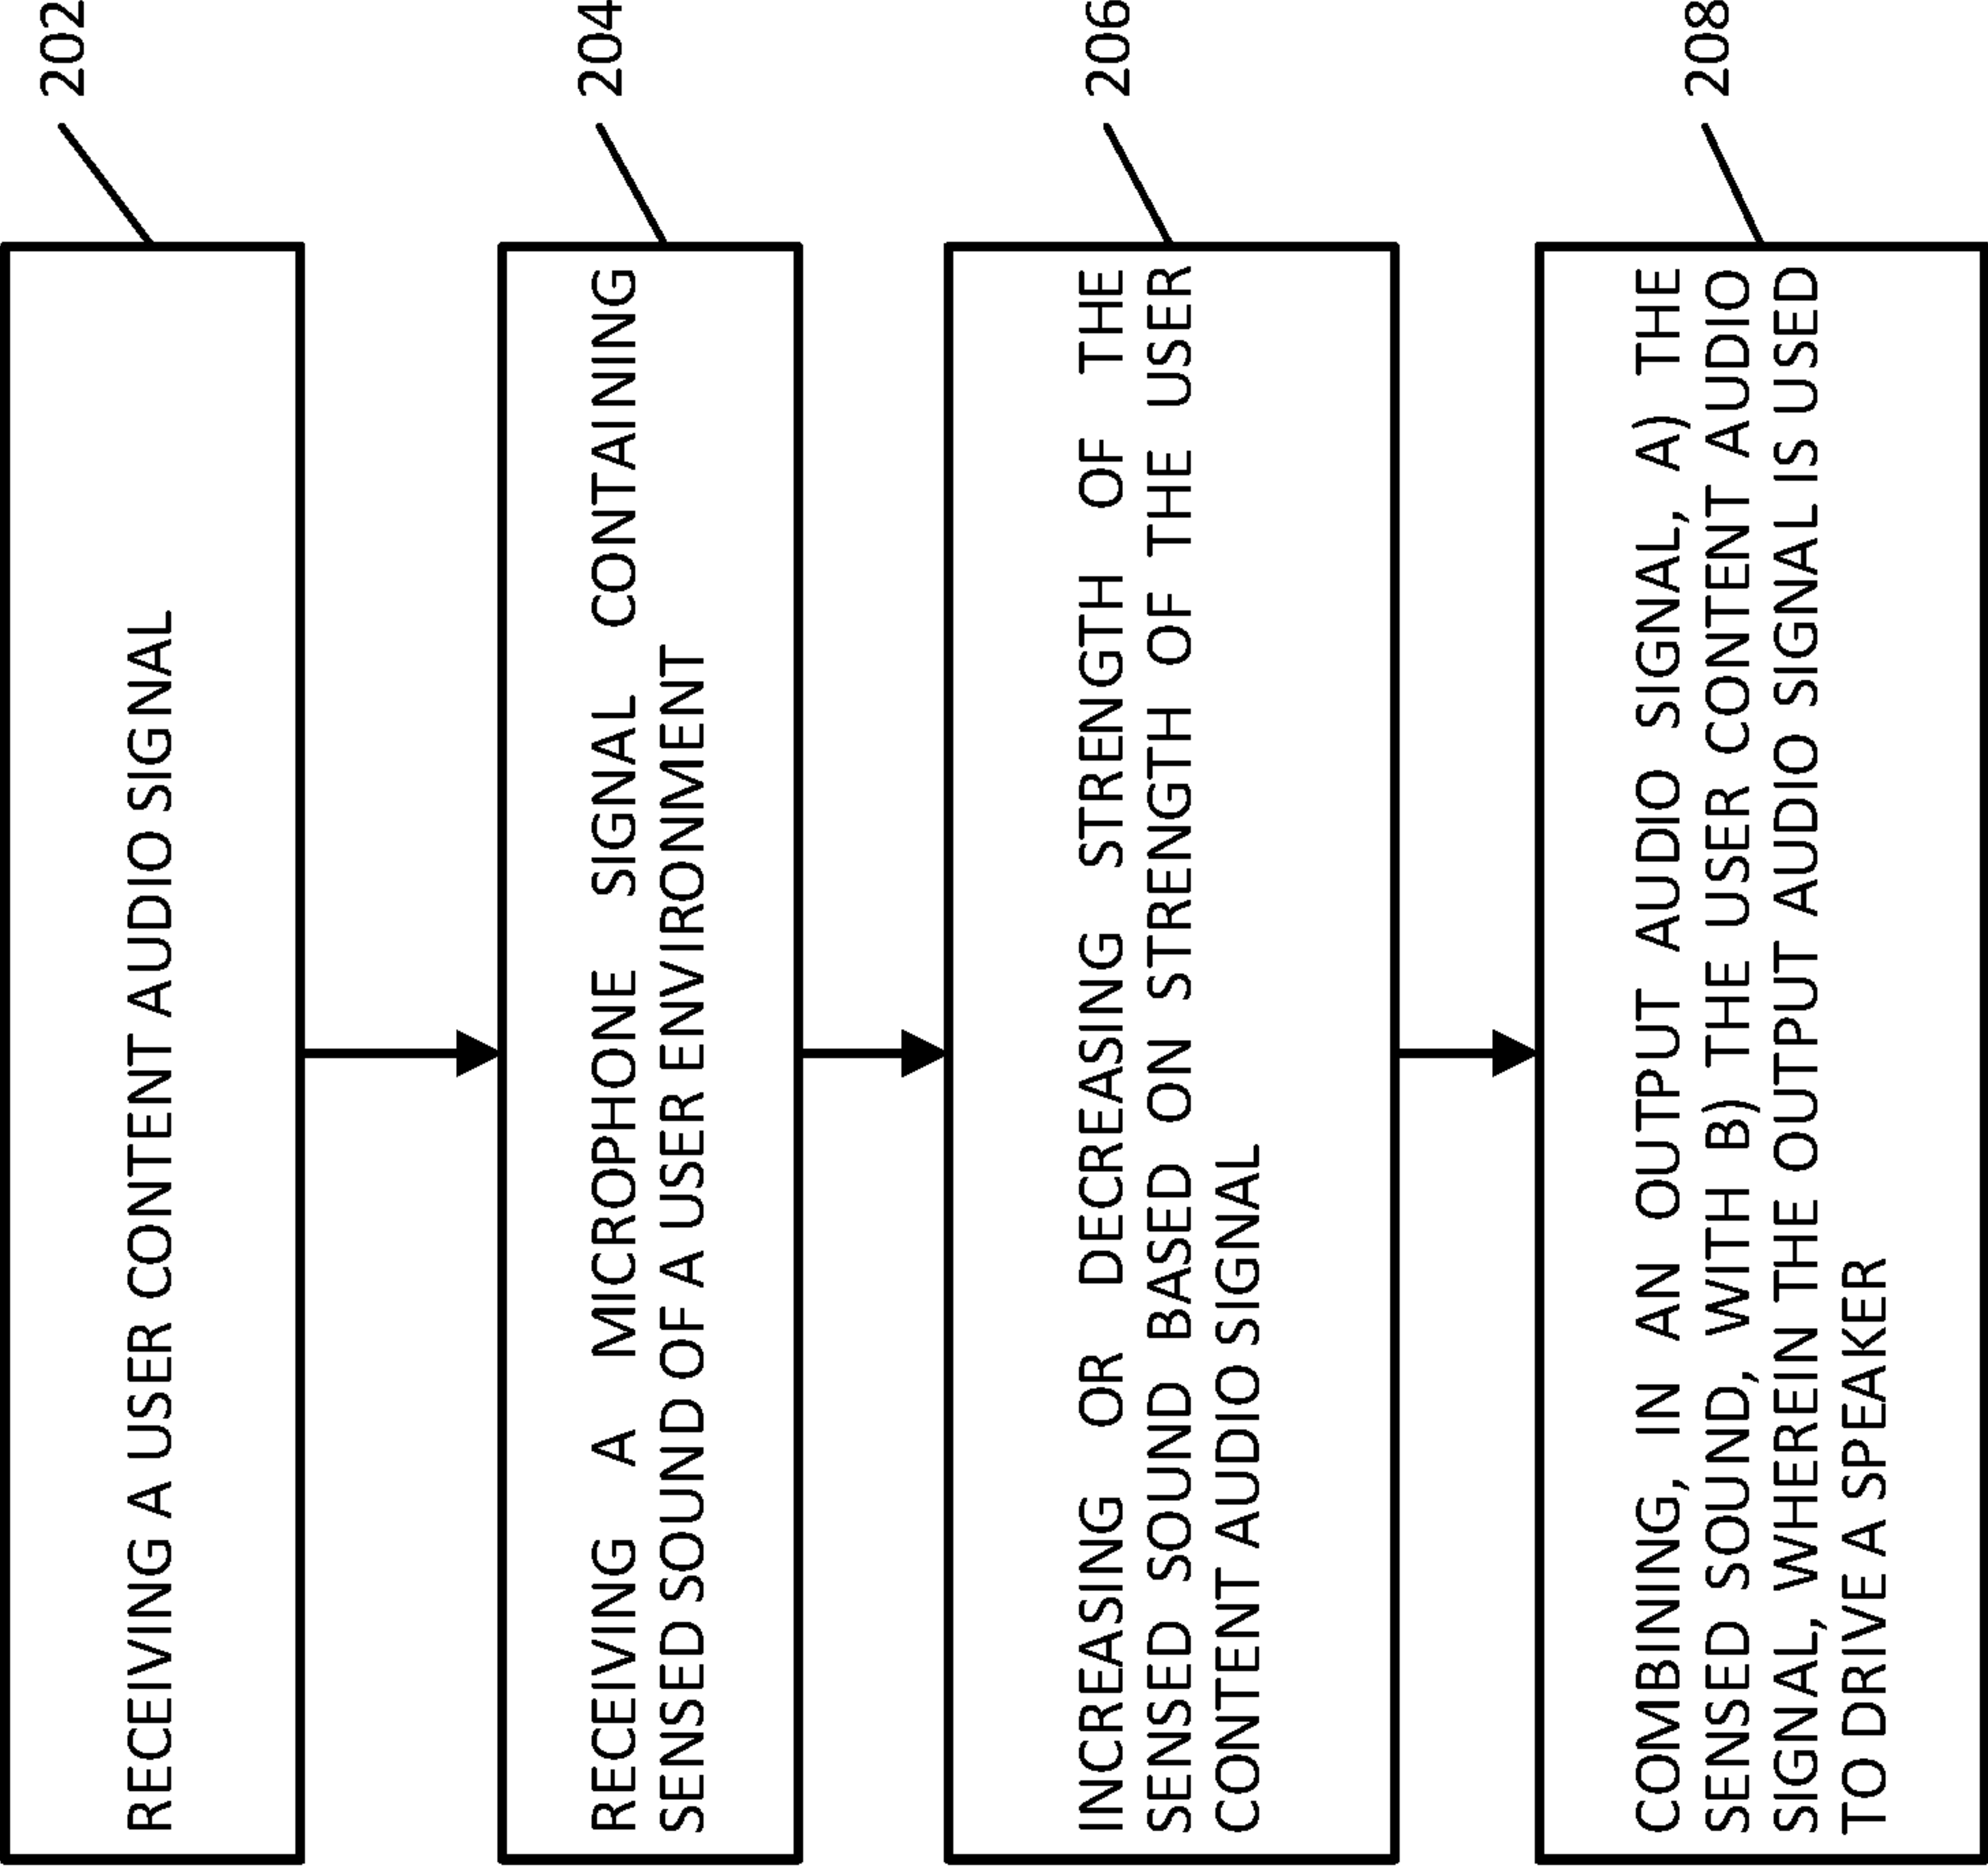 202
RECEIVING A USER CONTENT AUDIO SIGNAL
204
RECEIVING A MICROPHONE SIGNAL CONTAINING
SENSED SOUND OF A USER ENVIRONMENT
206
INCREASING OR DECREASING STRENGTH OF THE
SENSED SOUND BASED ON STRENGTH OF THE USER
CONTENT AUDIO SIGNAL
208
COMBINING, IN AN OUTPUT AUDIO SIGNAL, A) THE
SENSED SOUND, WITH B) THE USER CONTENT AUDIO
SIGNAL, WHEREIN THE OUTPUT AUDIO SIGNAL IS USED
TO DRIVE A SPEAKER